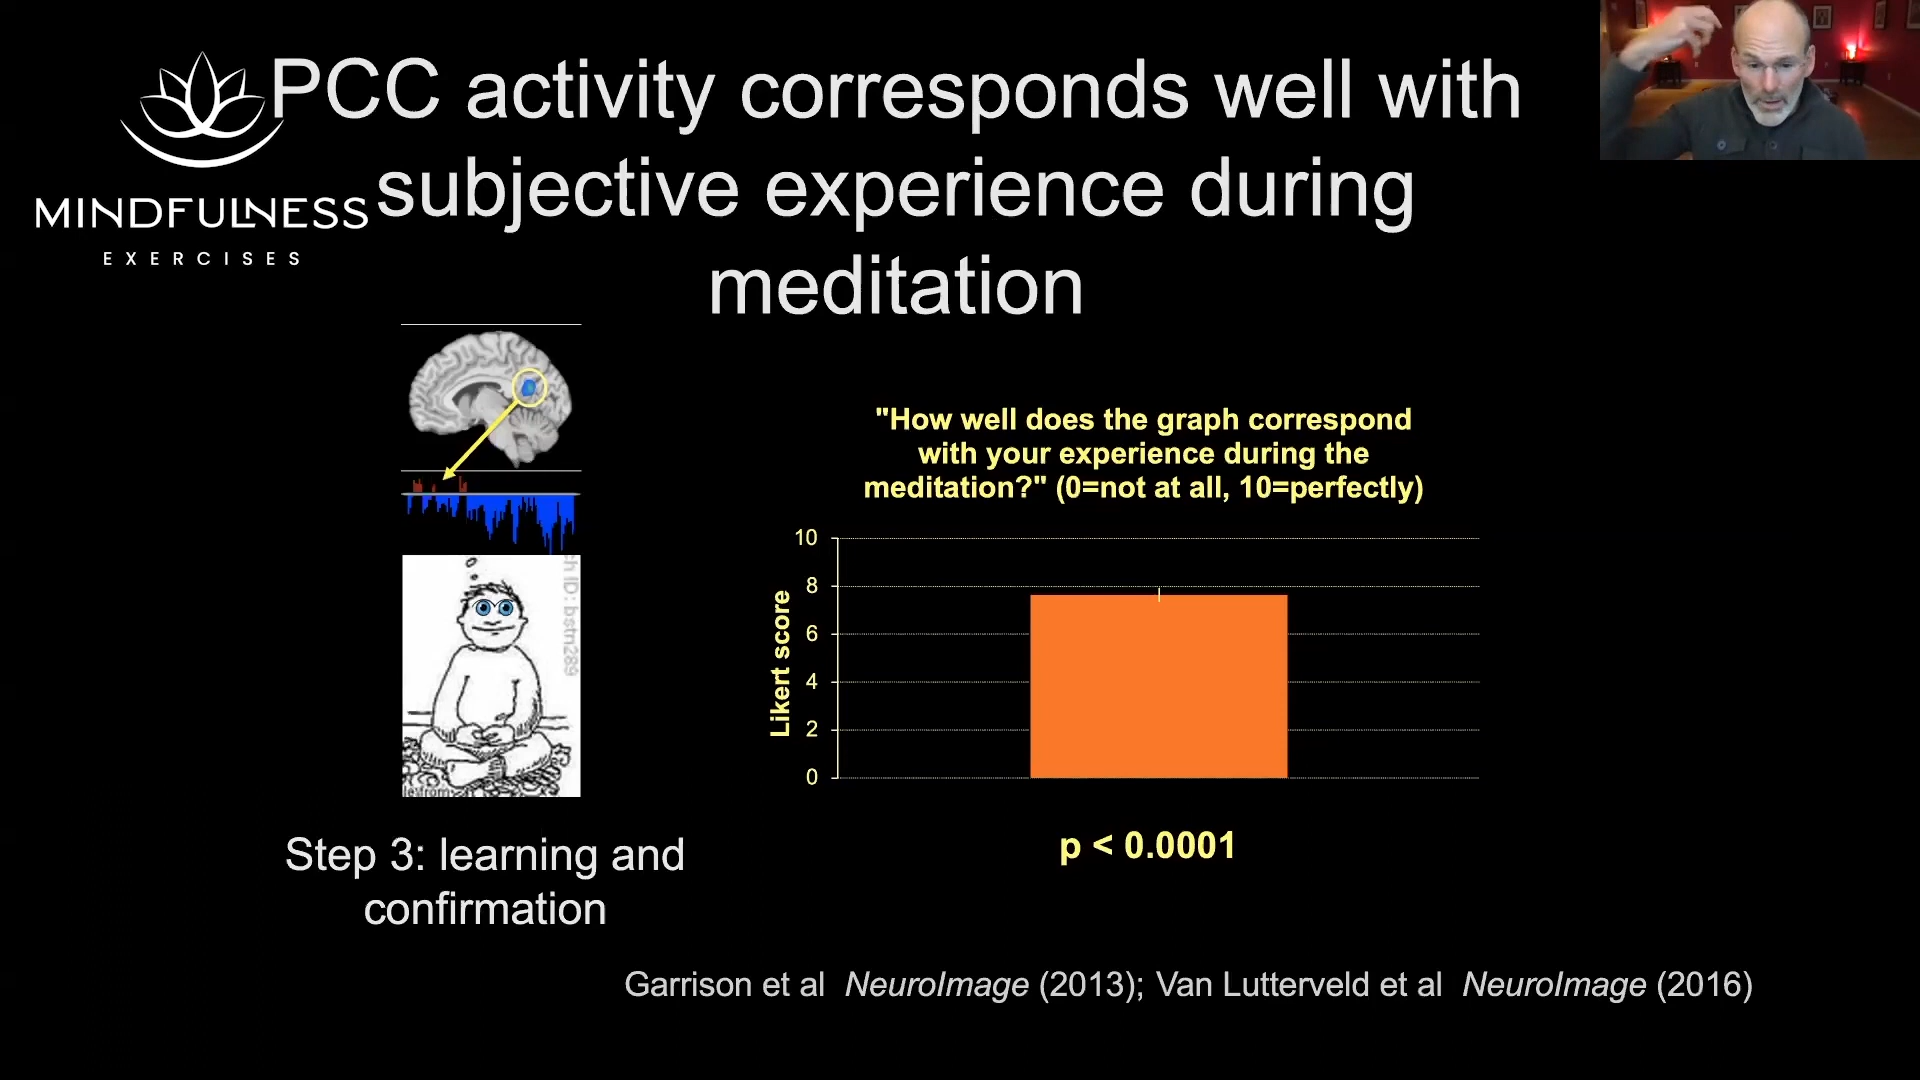 PCC activity corresponds well with
subjective experience during
meditation
MINDFULNESS
EXERCISES
"How well does the graph correspond
with your experience during the
meditation?" (0=not at all, 10=perfectly)
Likert score
10
8
6
4
2
0
p < 0.0001
h ID: bstn289
Step 3: learning and
confirmation
Garrison et al NeuroImage (2013); Van Lutterveld et al NeuroImage (2016)